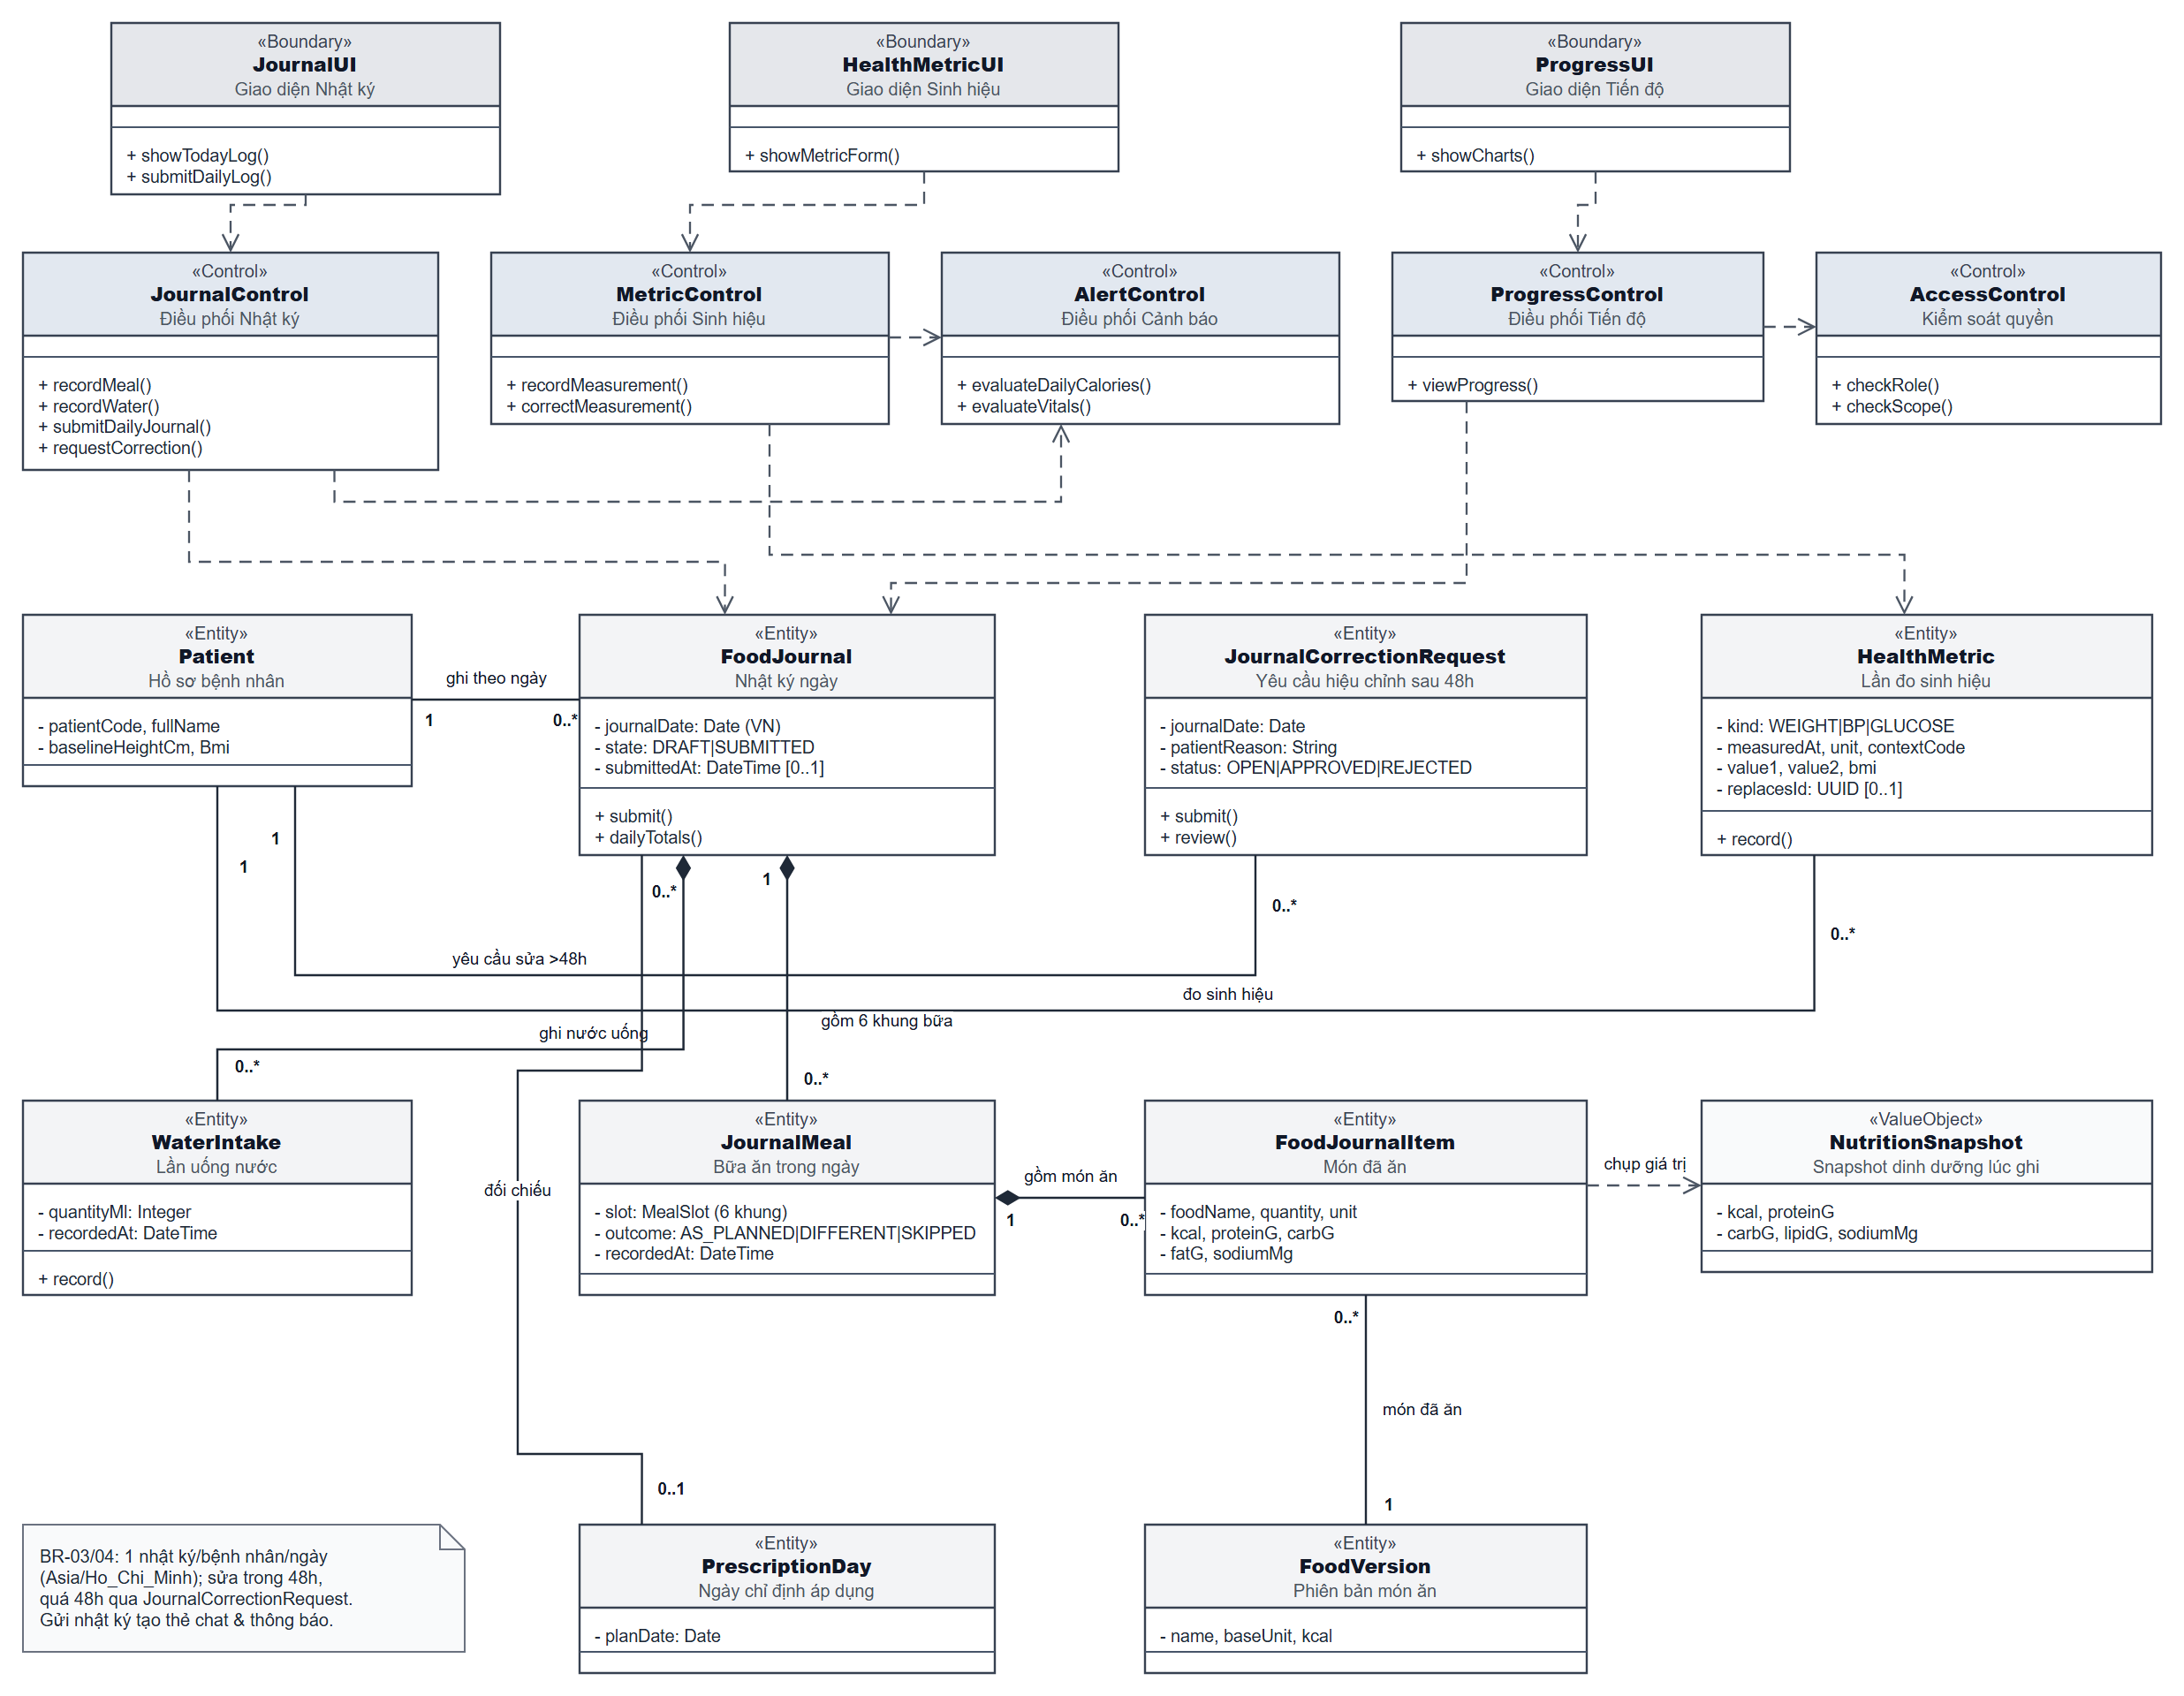 «Boundary»
JournalUI
Giao diện Nhật ký
+ showTodayLog()
+ submitDailyLog()
«Boundary»
HealthMetricUI
Giao diện Sinh hiệu
+ showMetricForm()
«Boundary»
ProgressUI
Giao diện Tiến độ
+ showCharts()
«Control»
JournalControl
Điều phối Nhật ký
+ recordMeal()
+ recordWater()
+ submitDailyJournal()
+ requestCorrection()
«Control»
MetricControl
Điều phối Sinh hiệu
+ recordMeasurement()
+ correctMeasurement()
«Control»
AlertControl
Điều phối Cảnh báo
+ evaluateDailyCalories()
+ evaluateVitals()
«Control»
ProgressControl
Điều phối Tiến độ
+ viewProgress()
«Control»
AccessControl
Kiểm soát quyền
+ checkRole()
+ checkScope()
«Entity»
Patient
Hồ sơ bệnh nhân
- patientCode, fullName
- baselineHeightCm, Bmi
ghi theo ngày
1
0..*
«Entity»
FoodJournal
Nhật ký ngày
- journalDate: Date (VN)
- state: DRAFT|SUBMITTED
- submittedAt: DateTime [0..1]
+ submit()
+ dailyTotals()
«Entity»
JournalCorrectionRequest
Yêu cầu hiệu chỉnh sau 48h
- journalDate: Date
- patientReason: String
- status: OPEN|APPROVED|REJECTED
+ submit()
+ review()
«Entity»
HealthMetric
Lần đo sinh hiệu
- kind: WEIGHT|BP|GLUCOSE
- measuredAt, unit, contextCode
- value1, value2, bmi
- replacesId: UUID [0..1]
+ record()
1
1
0..*
1
0..*
0..*
yêu cầu sửa >48h
đo sinh hiệu
gồm 6 khung bữa
ghi nước uống
0..*
0..*
«Entity»
WaterIntake
Lần uống nước
- quantityMl: Integer
- recordedAt: DateTime
+ record()
đối chiếu
«Entity»
JournalMeal
Bữa ăn trong ngày
- slot: MealSlot (6 khung)
- outcome: AS_PLANNED|DIFFERENT|SKIPPED
- recordedAt: DateTime
gồm món ăn
1
0..*
«Entity»
FoodJournalItem
Món đã ăn
- foodName, quantity, unit
- kcal, proteinG, carbG
- fatG, sodiumMg
chụp giá trị
«ValueObject»
NutritionSnapshot
Snapshot dinh dưỡng lúc ghi
- kcal, proteinG
- carbG, lipidG, sodiumMg
0..*
món đã ăn
0..1
1
BR-03/04: 1 nhật ký/bệnh nhân/ngày
(Asia/Ho_Chi_Minh); sửa trong 48h,
quá 48h qua JournalCorrectionRequest.
Gửi nhật ký tạo thẻ chat & thông báo.
«Entity»
PrescriptionDay
Ngày chỉ định áp dụng
- planDate: Date
«Entity»
FoodVersion
Phiên bản món ăn
- name, baseUnit, kcal